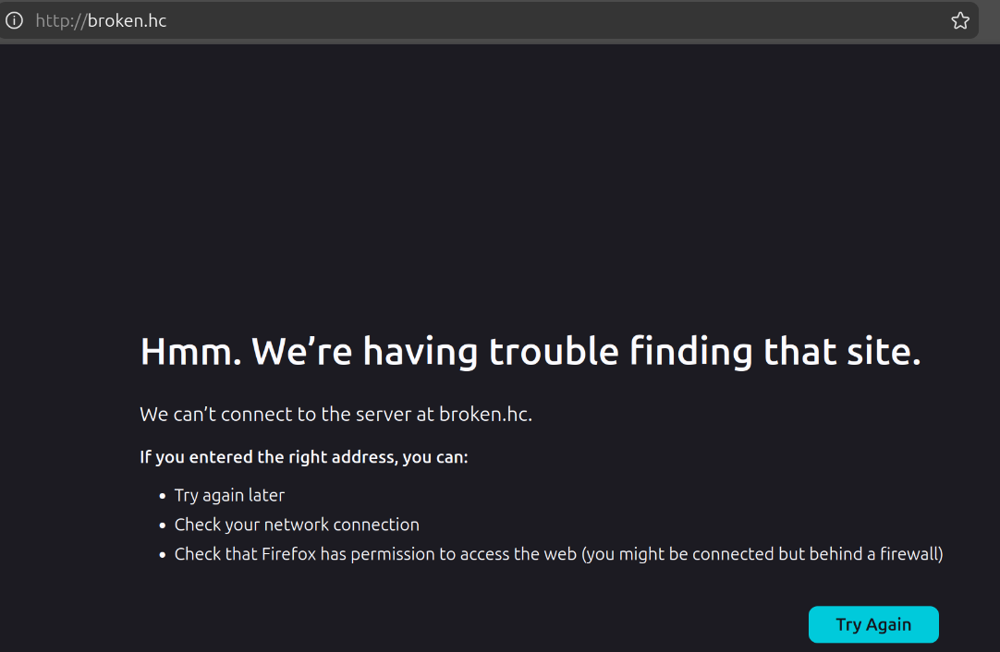 http://broken.hc
Hmm. We’re having trouble finding that site.
We can’t connect to the server at broken.hc.
If you entered the right address, you can:
Try again later
Check your network connection
Check that Firefox has permission to access the web (you might be connected but behind a firewall)
Try Again